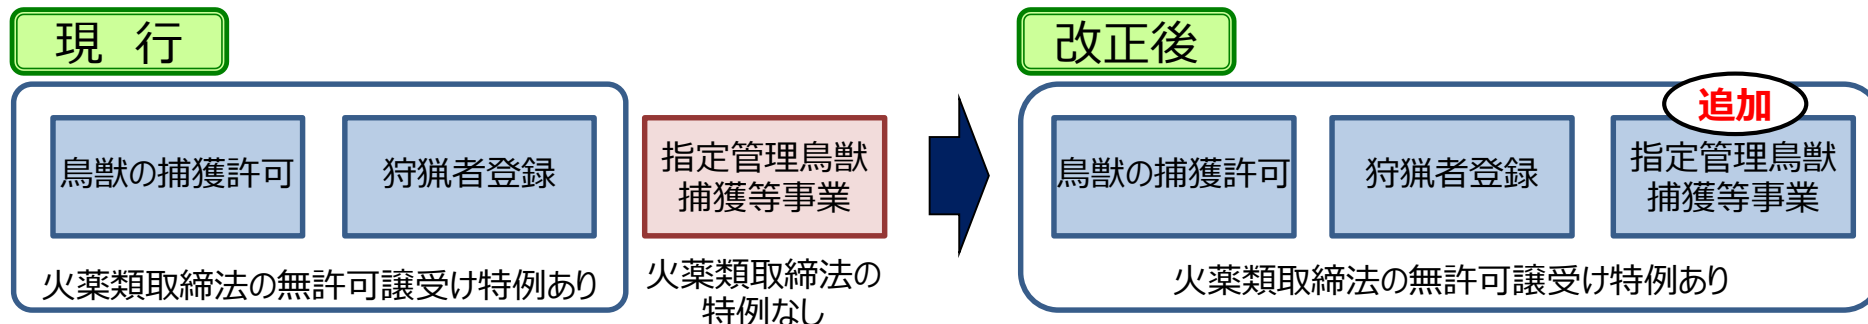 現 行
鳥獣の捕獲許可
狩猟者登録
火薬類取締法の無許可譲受け特例あり
指定管理鳥獣
捕獲等事業
火薬類取締法の
特例なし
改正後
鳥獣の捕獲許可
狩猟者登録
追加
指定管理鳥獣
捕獲等事業
火薬類取締法の無許可譲受け特例あり